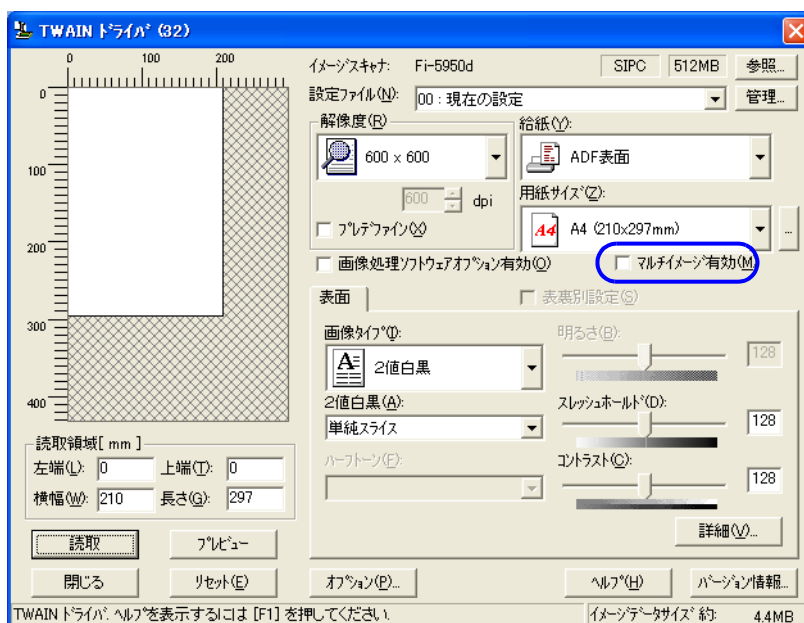 TWAIN ドライバ (32)
0 100 200
0
100
200
300
400
イメージスキャナ: Fi-5950d SIPC 512MB 参照...
設定ファイル(N): 00 : 現在の設定 管理...
解像度(R)
600 × 600
600 dpi
プレデファイン(X)
給紙(Y):
ADF表面
用紙サイズ(Z):
A4 A4 (210x297mm) ...
画像処理ソフトウェアオプション有効(O) マルチイメージ有効(M)
表面 表裏別設定(S)
画像タイプ(I):
A 2値白黒
2値白黒(A):
単純スライス
ハーフトーン(F):
明るさ(B):
128
スレッシュホールド(D):
128
コントラスト(C):
128
詳細(V)...
読取領域[ mm ]
左端(L): 0 上端(T): 0
横幅(W): 210 長さ(G): 297
読取 プレビュー
閉じる リセット(E) オプション(P)... ヘルプ(H) バージョン情報...
TWAIN ドライバ. ヘルプを表示するには [F1] を押してください. イメージデータサイズ 約: 4.4MB